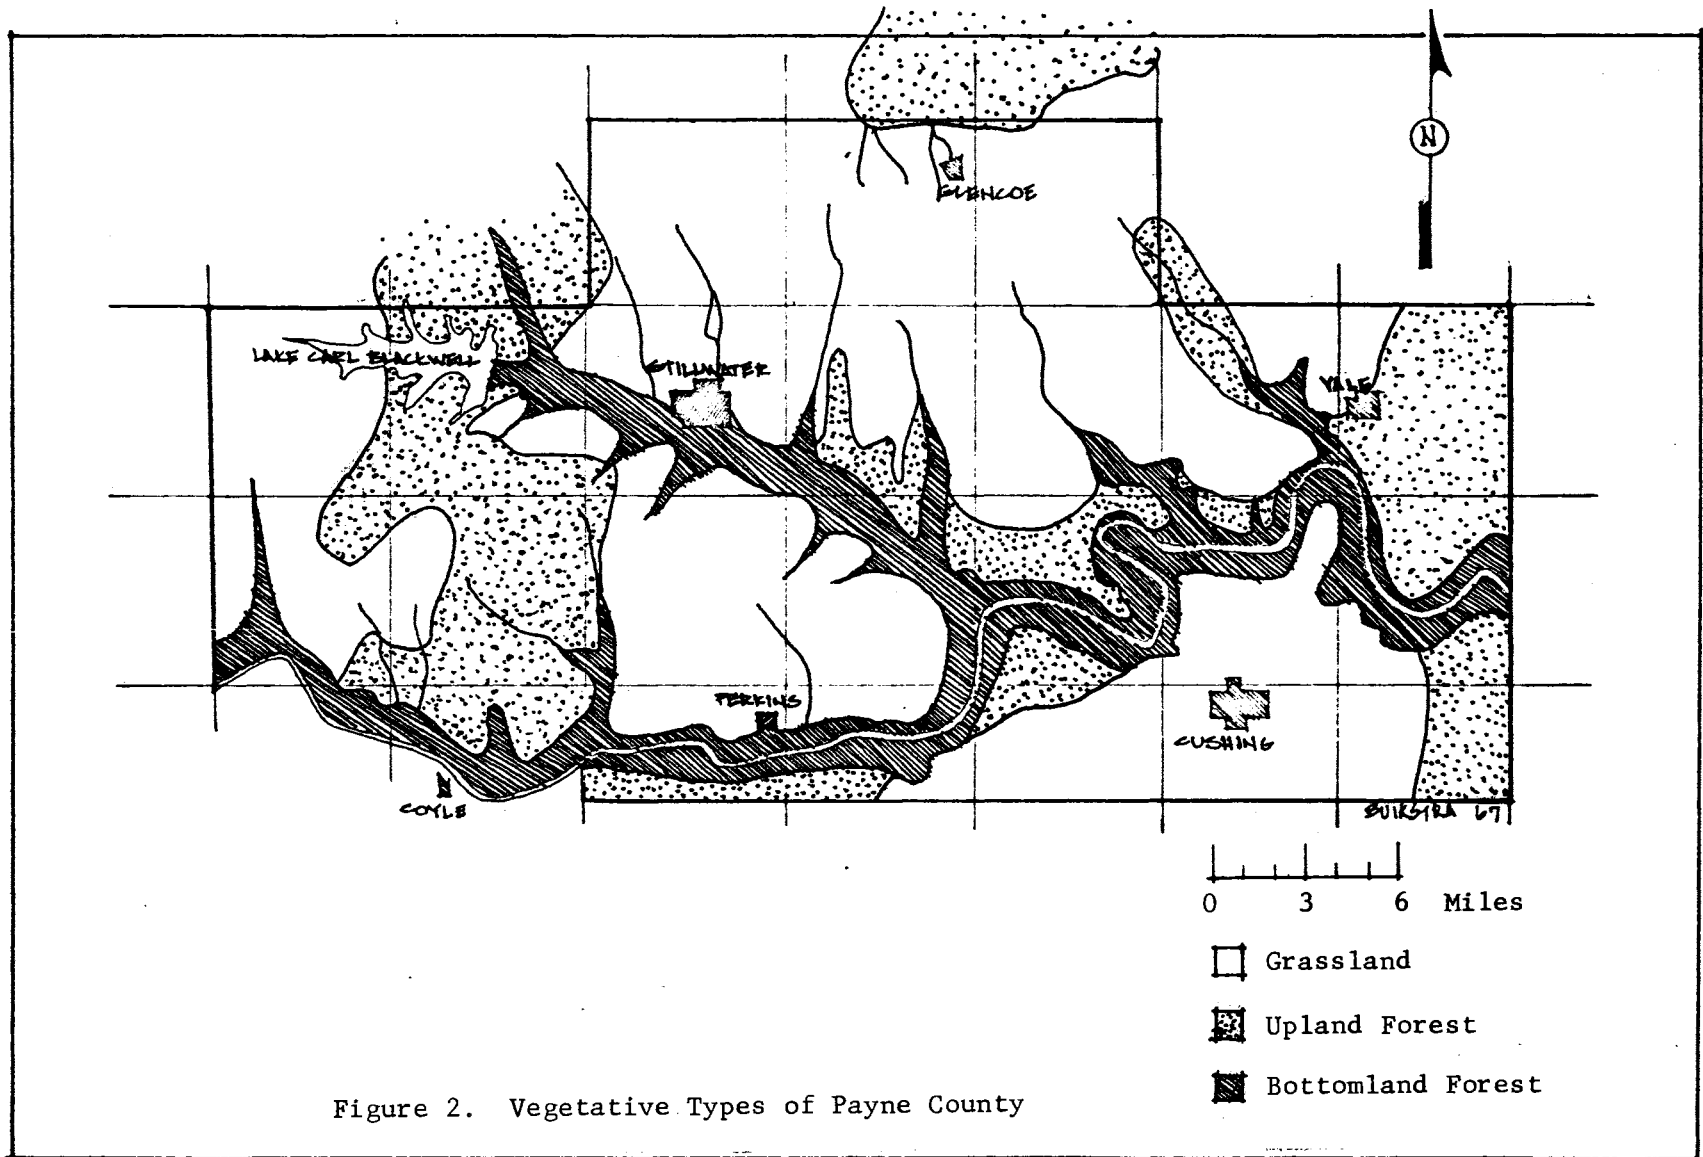 N
GLENCOE
LAKE CARL BLACKWELL
STILLWATER
YALE
PERKINS
CUSHING
COYLE
67
0 3 6 Miles
Grassland
Upland Forest
Bottomland Forest
Figure 2. Vegetative Types of Payne County